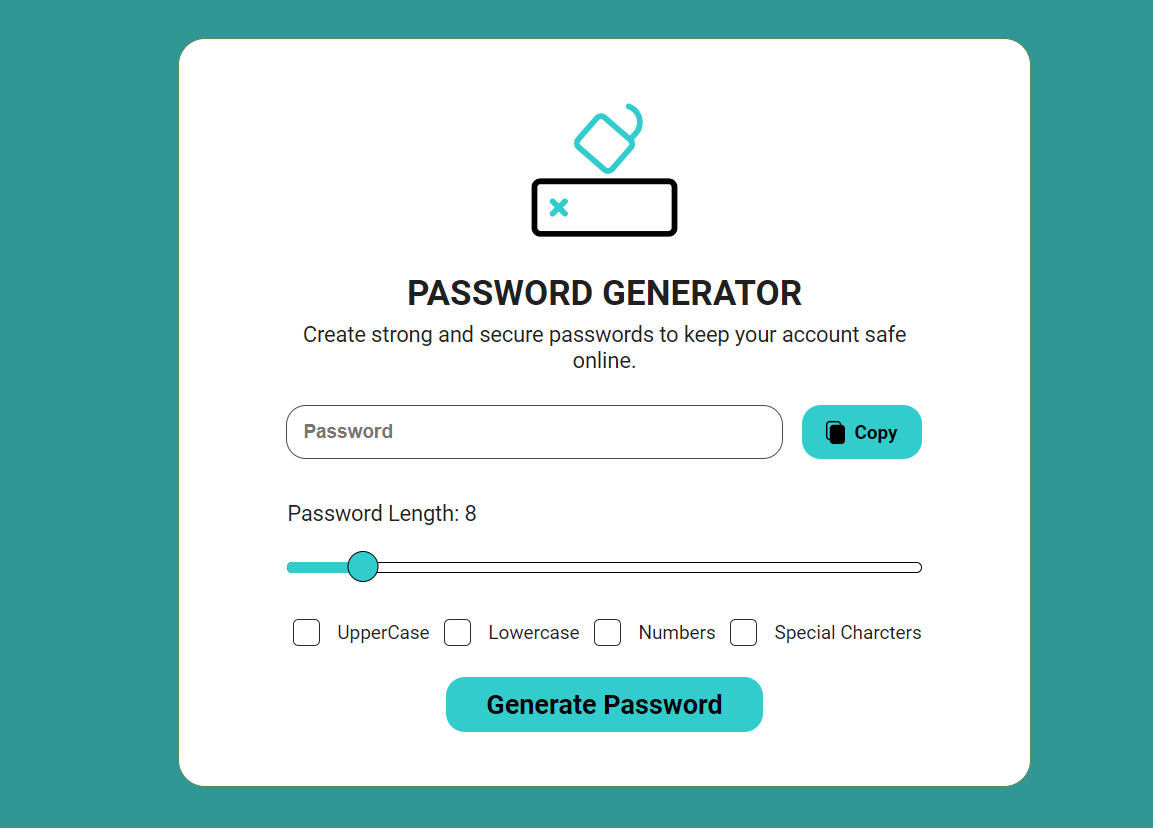 PASSWORD GENERATOR
Create strong and secure passwords to keep your account safe
online.
Password
Copy
Password Length: 8
UpperCase Lowercase Numbers Special Charcters
Generate Password